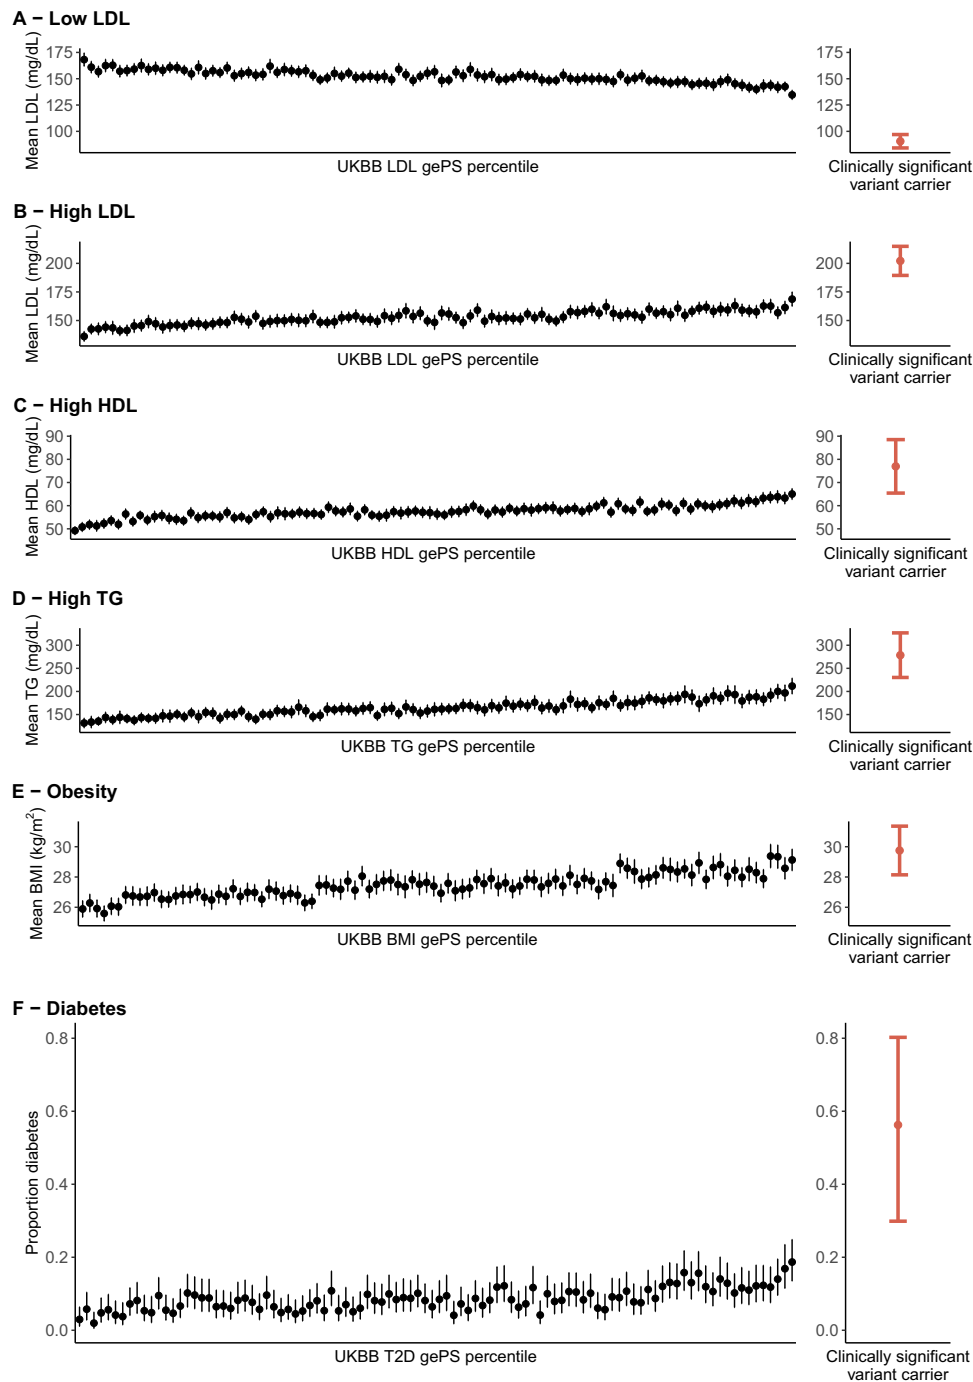 A − Low LDL
Mean LDL (mg/dL)
175
150
125
100
UKBB LDL gePS percentile
175
150
125
100
Clinically significant
variant carrier
B − High LDL
Mean LDL (mg/dL)
200
175
150
UKBB LDL gePS percentile
200
175
150
Clinically significant
variant carrier
C − High HDL
Mean HDL (mg/dL)
90
80
70
60
50
UKBB HDL gePS percentile
90
80
70
60
50
Clinically significant
variant carrier
D − High TG
Mean TG (mg/dL)
300
250
200
150
UKBB TG gePS percentile
300
250
200
150
Clinically significant
variant carrier
E − Obesity
Mean BMI (kg/m²)
30
28
26
UKBB BMI gePS percentile
30
28
26
Clinically significant
variant carrier
F − Diabetes
Proportion diabetes
0.8
0.6
0.4
0.2
0.0
UKBB T2D gePS percentile
0.8
0.6
0.4
0.2
0.0
Clinically significant
variant carrier